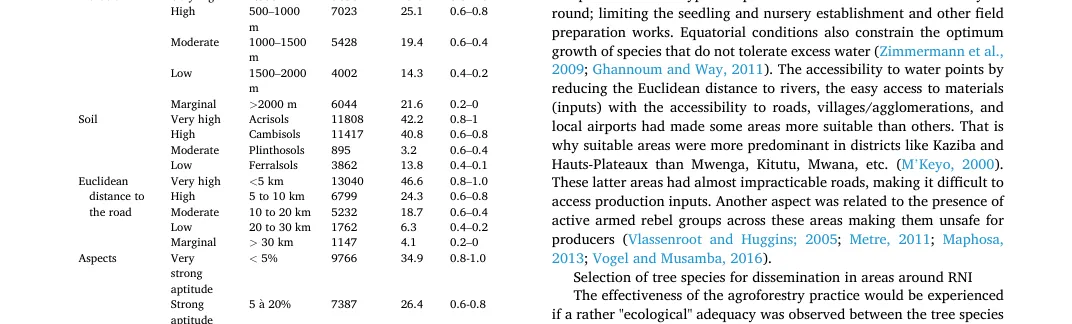 High 500–1000 m 7023 25.1 0.6–0.8
Moderate 1000–1500 m 5428 19.4 0.6–0.4
Low 1500–2000 m 4002 14.3 0.4–0.2
Marginal >2000 m 6044 21.6 0.2–0
Soil Very high Acrisols 11808 42.2 0.8–1
High Cambisols 11417 40.8 0.6–0.8
Moderate Plinthosols 895 3.2 0.6–0.4
Low Ferralsols 3862 13.8 0.4–0.1
Euclidean distance to the road Very high <5 km 13040 46.6 0.8–1.0
High 5 to 10 km 6799 24.3 0.6–0.8
Moderate 10 to 20 km 5232 18.7 0.6–0.4
Low 20 to 30 km 1762 6.3 0.4–0.2
Marginal > 30 km 1147 4.1 0.2–0
Aspects Very strong aptitude < 5% 9766 34.9 0.8-1.0
Strong aptitude 5 à 20% 7387 26.4 0.6-0.8
round; limiting the seedling and nursery establishment and other field
preparation works. Equatorial conditions also constrain the optimum
growth of species that do not tolerate excess water (Zimmermann et al.,
2009; Ghannoum and Way, 2011). The accessibility to water points by
reducing the Euclidean distance to rivers, the easy access to materials
(inputs) with the accessibility to roads, villages/agglomerations, and
local airports had made some areas more suitable than others. That is
why suitable areas were more predominant in districts like Kaziba and
Hauts-Plateaux than Mwenga, Kitutu, Mwana, etc. (M'Keyo, 2000).
These latter areas had almost impracticable roads, making it difficult to
access production inputs. Another aspect was related to the presence of
active armed rebel groups across these areas making them unsafe for
producers (Vlassenroot and Huggins; 2005; Metre, 2011; Maphosa,
2013; Vogel and Musamba, 2016).
Selection of tree species for dissemination in areas around RNI
The effectiveness of the agroforestry practice would be experienced
if a rather "ecological" adequacy was observed between the tree species